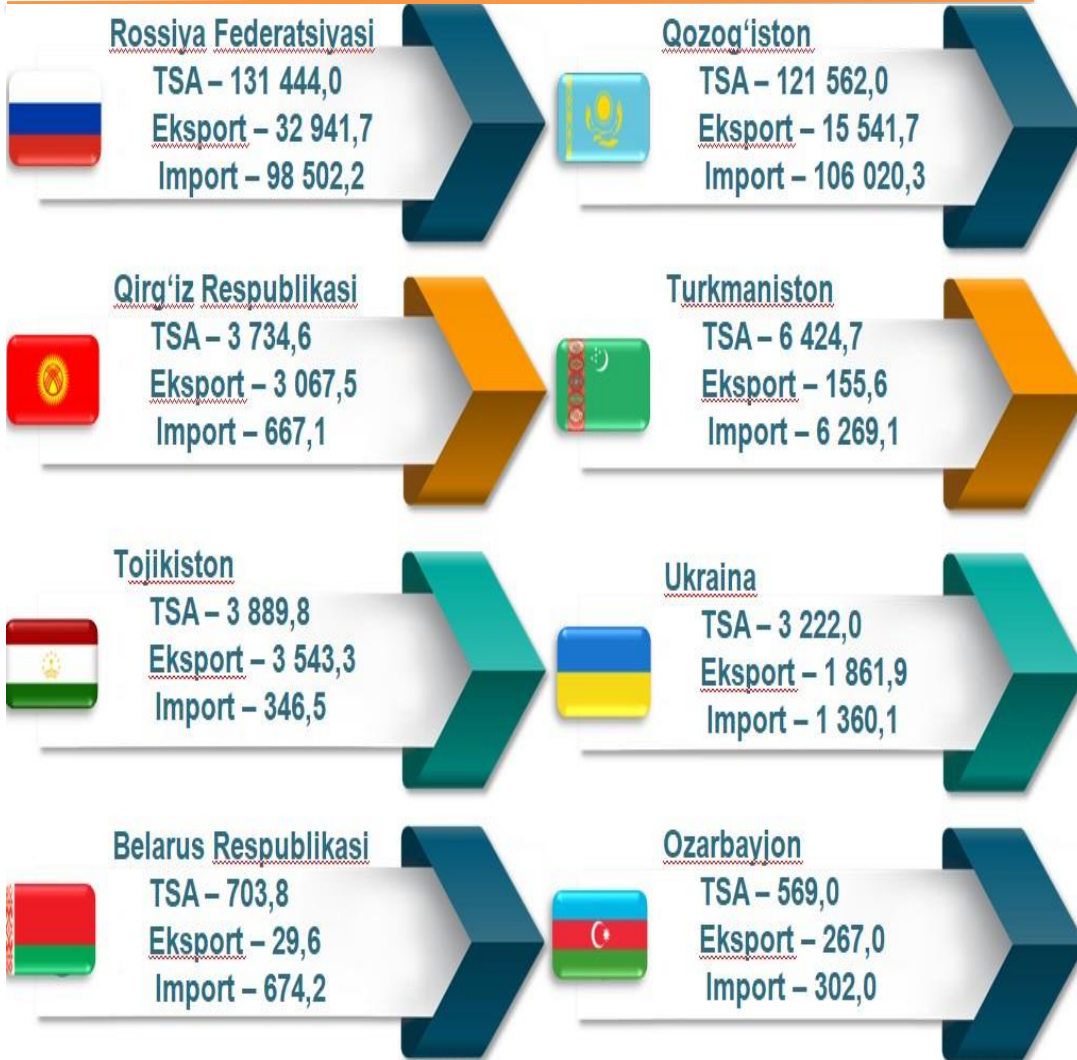 Rossiya Federatsiyasi
TSA – 131 444,0
Eksport – 32 941,7
Import – 98 502,2
Qozog‘iston
TSA – 121 562,0
Eksport – 15 541,7
Import – 106 020,3
Qirg‘iz Respublikasi
TSA – 3 734,6
Eksport – 3 067,5
Import – 667,1
Turkmaniston
TSA – 6 424,7
Eksport – 155,6
Import – 6 269,1
Tojikiston
TSA – 3 889,8
Eksport – 3 543,3
Import – 346,5
Ukraina
TSA – 3 222,0
Eksport – 1 861,9
Import – 1 360,1
Belarus Respublikasi
TSA – 703,8
Eksport – 29,6
Import – 674,2
Ozarbayjon
TSA – 569,0
Eksport – 267,0
Import – 302,0